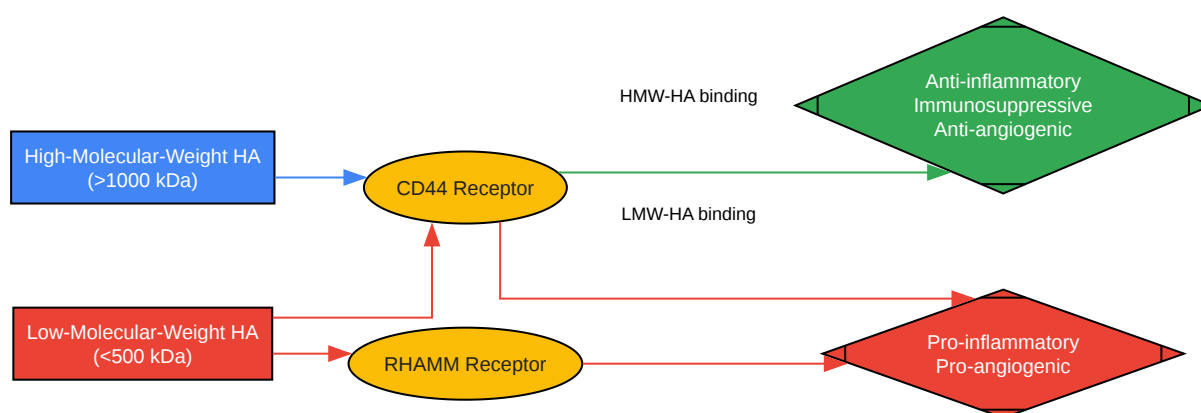 High-Molecular-Weight HA
(>1000 kDa)
CD44 Receptor
HMW-HA binding
Anti-inflammatory
Immunosuppressive
Anti-angiogenic
LMW-HA binding
Low-Molecular-Weight HA
(<500 kDa)
RHAMM Receptor
Pro-inflammatory
Pro-angiogenic